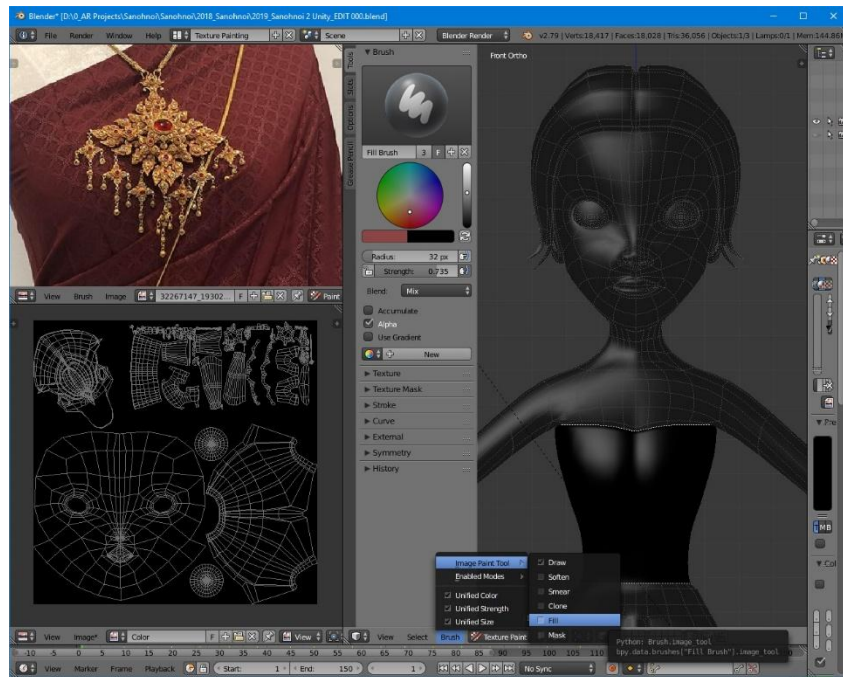 Blender* [D:\0_AR Projects\Sanohnoi\Sanohnoi\2018_Sanohnoi\2019_Sanohnoi 2 Unity_EDIT 000.blend]
File Render Window Help Texture Painting Scene Blender Render v2.79 | Verts:18,417 | Faces:18,028 | Tris:36,056 | Objects:1/3 | Lamps:0/1 | Mem:144.86
Tools
Slots
Options
Grease Pencil
▼ Brush
Fill Brush 3 F
Radius: 32 px
Strength: 0.735
Blend: Mix
Accumulate
Alpha
Use Gradient
New
▶ Texture
▶ Texture Mask
▶ Stroke
▶ Curve
▶ External
▶ Symmetry
▶ History
Front Ortho
View Brush Image 32267147_19302... F Paint
Image Paint Tool
Enabled Modes
Unified Color
Unified Strength
Unified Size
Draw
Soften
Smear
Clone
Fill
Mask
Python: Brush.image_tool
bpy.data.brushes["Fill Brush"].image_tool
▼ Pre
MB
▼ Col
View Image* Color F View
View Select Brush Texture Paint
-10 -5 0 5 10 15 20 25 30 35 40 45 50 55 60 65 70 75 80 85 90 95 100 105 110
View Marker Frame Playback Start: 1 End: 150 1 No Sync